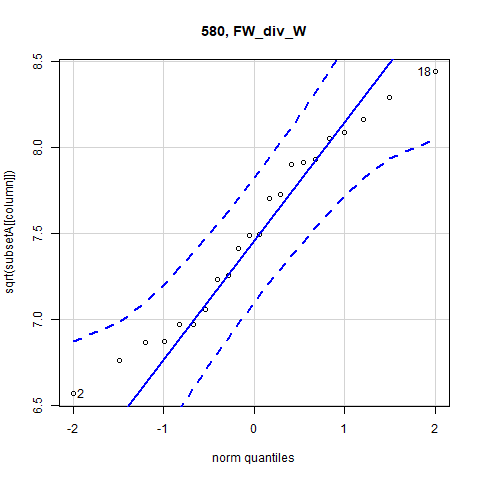 580, FW_div_W
8.5
8.0
7.5
7.0
6.5
sqrt(subsetA[[column]])
18
2
-2 -1 0 1 2
norm quantiles